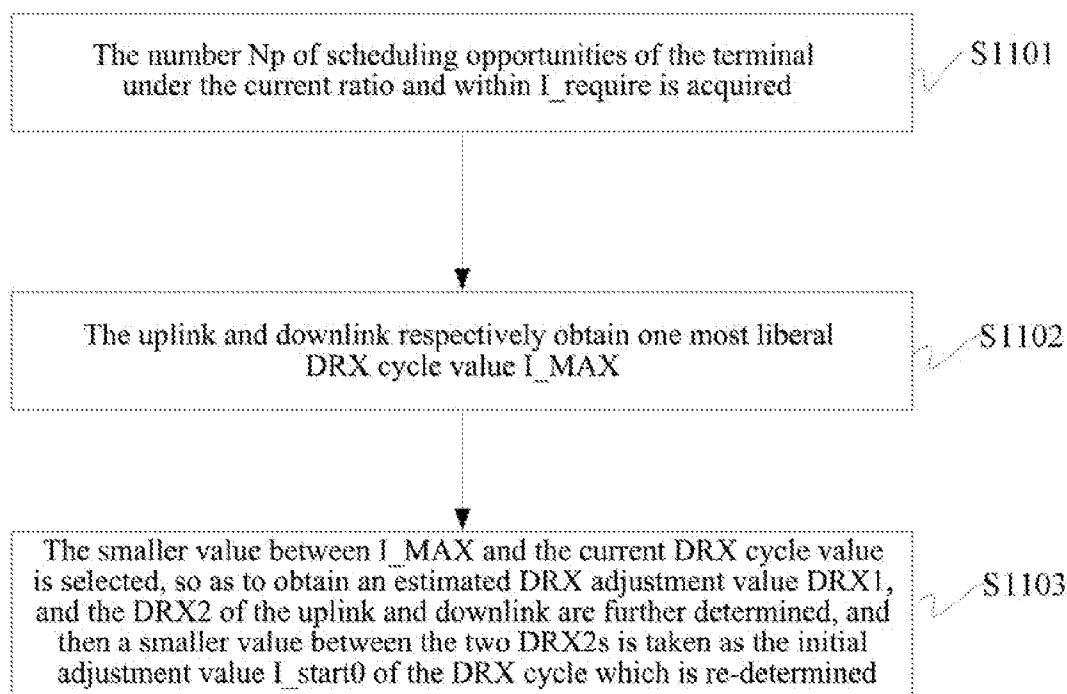 The number Np of scheduling opportunities of the terminal
under the current ratio and within I_require is acquired
S1101
The uplink and downlink respectively obtain one most liberal
DRX cycle value I_MAX
S1102
The smaller value between I_MAX and the current DRX cycle value
is selected, so as to obtain an estimated DRX adjustment value DRX1,
and the DRX2 of the uplink and downlink are further determined, and
then a smaller value between the two DRX2s is taken as the initial
adjustment value I_start0 of the DRX cycle which is re-determined
S1103